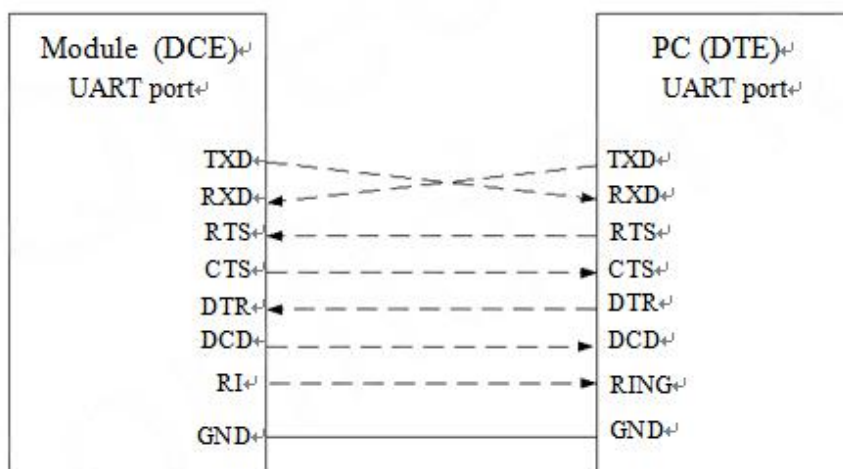 Module (DCE)↵
UART port↵
TXD↵
RXD↵
RTS↵
CTS↵
DTR↵
DCD↵
RI↵
GND↵
PC (DTE)↵
UART port↵
TXD↵
RXD↵
RTS↵
CTS↵
DTR↵
DCD↵
RING↵
GND↵